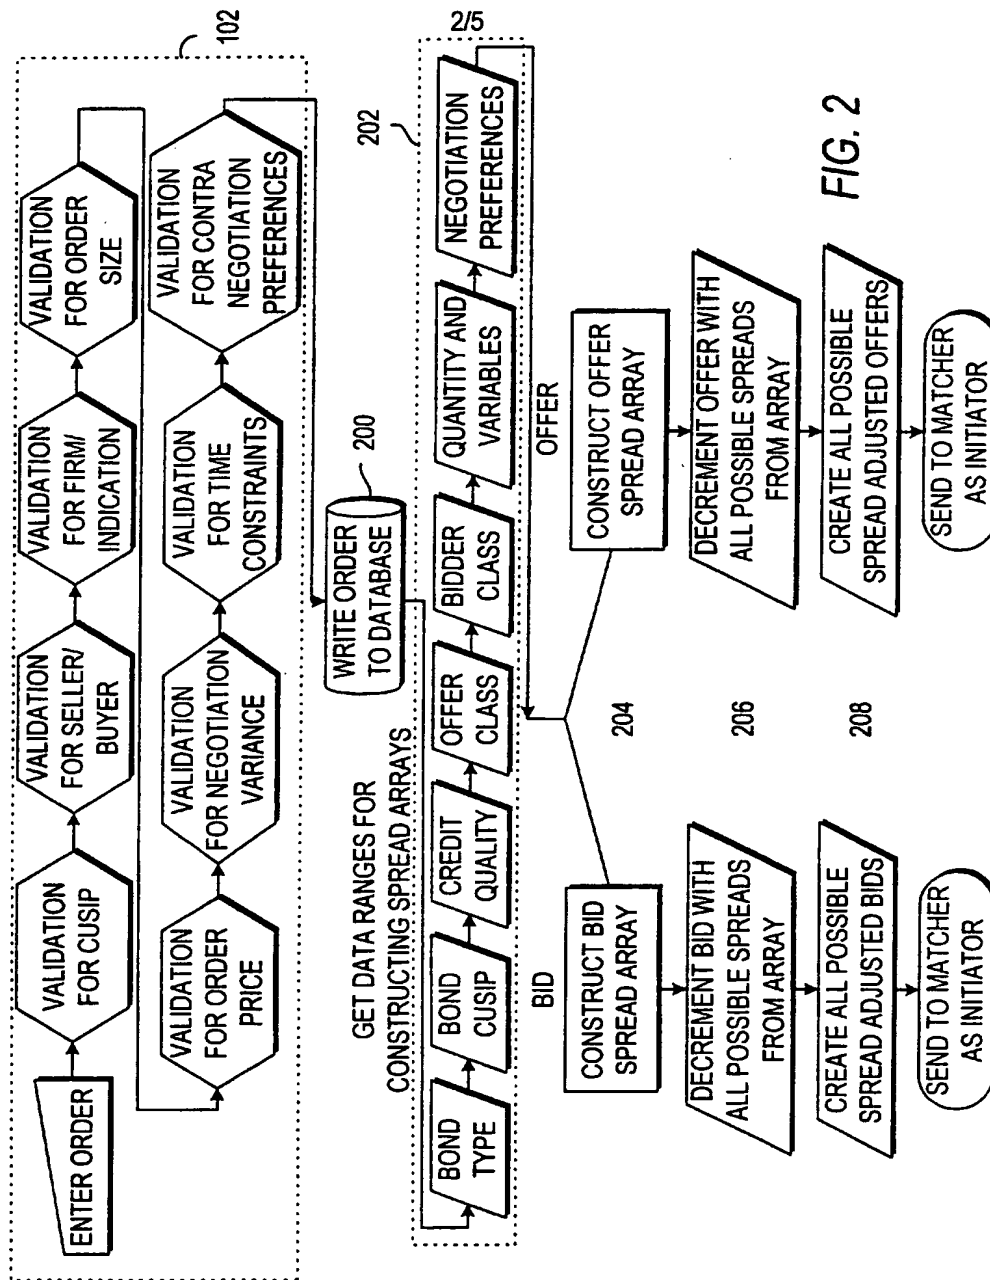 2/5
102
ENTER ORDER
VALIDATION
FOR CUSIP
VALIDATION
FOR SELLER/
BUYER
VALIDATION
FOR FIRM/
INDICATION
VALIDATION
FOR ORDER
SIZE
VALIDATION
FOR ORDER
PRICE
VALIDATION
FOR NEGOTIATION
VARIANCE
VALIDATION
FOR TIME
CONSTRAINTS
VALIDATION
FOR CONTRA
NEGOTIATION
PREFERENCES
WRITE ORDER
TO DATABASE
200
GET DATA RANGES FOR
CONSTRUCTING SPREAD ARRAYS
202
BOND
TYPE
BOND
CUSIP
CREDIT
QUALITY
OFFER
CLASS
BIDDER
CLASS
QUANTITY AND
VARIABLES
NEGOTIATION
PREFERENCES
BID
OFFER
CONSTRUCT BID
SPREAD ARRAY
204
CONSTRUCT OFFER
SPREAD ARRAY
DECREMENT BID WITH
ALL POSSIBLE SPREADS
FROM ARRAY
206
DECREMENT OFFER WITH
ALL POSSIBLE SPREADS
FROM ARRAY
CREATE ALL POSSIBLE
SPREAD ADJUSTED BIDS
208
CREATE ALL POSSIBLE
SPREAD ADJUSTED OFFERS
SEND TO MATCHER
AS INITIATOR
SEND TO MATCHER
AS INITIATOR
FIG. 2